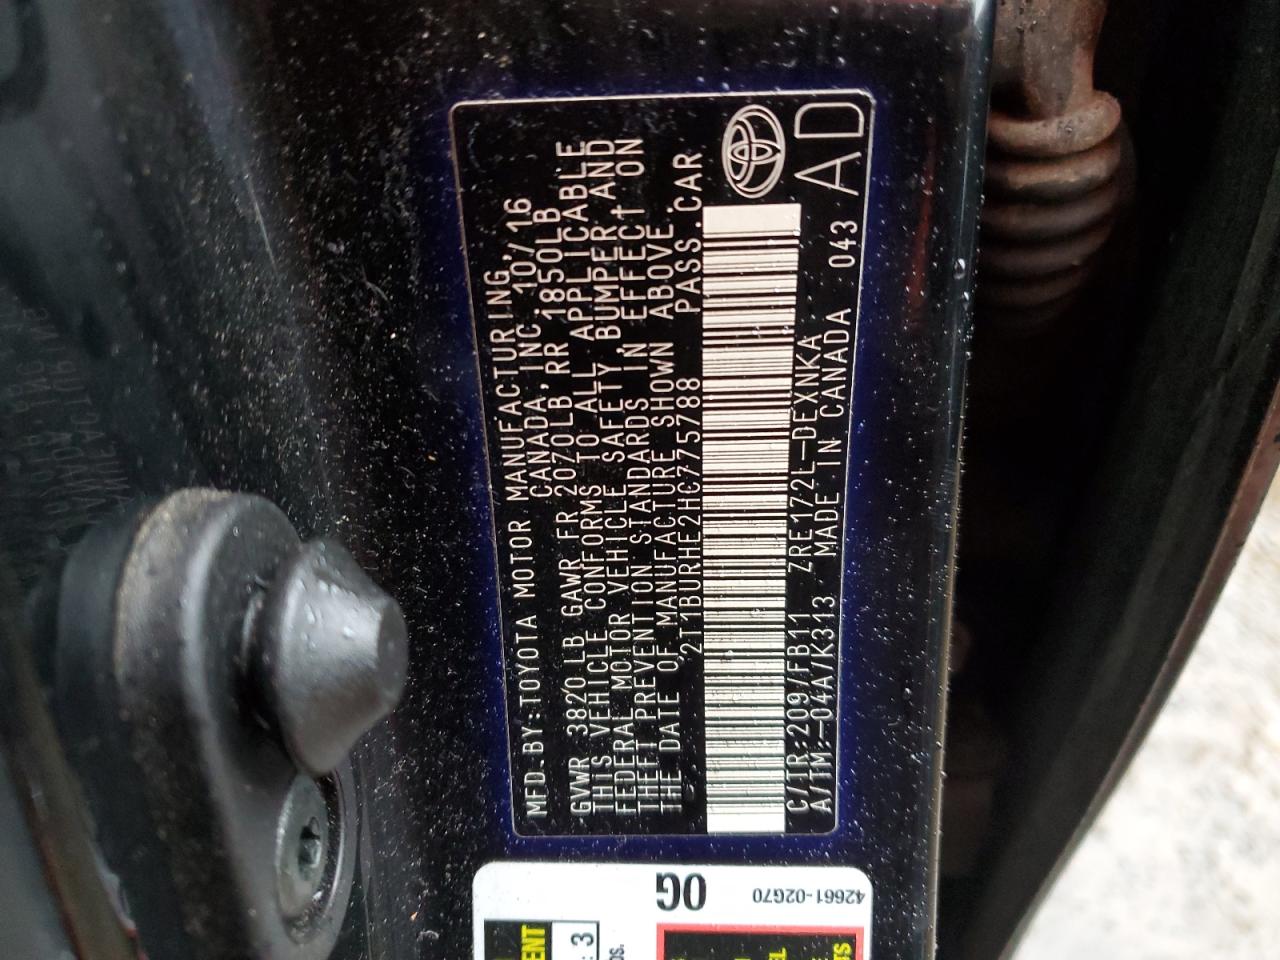 MFD.BY:TOYOTA MOTOR MANUFACTURING,
CANADA,INC. 10/16
GVWR 3820LB GAWR FR 2070LB RR 1850LB
THIS VEHICLE CONFORMS TO ALL APPLICABLE
FEDERAL MOTOR VEHICLE SAFETY,BUMPER,AND
THEFT PREVENTION STANDARDS IN EFFECT ON
THE DATE OF MANUFACTURE SHOWN ABOVE.
2T1BURHE2HC775788 PASS.CAR
C/TR:209/FB11 ZRE172L-DEXNKA
A/TM:-04A/K313 MADE IN CANADA 043
AD
0G
42661-02G70
3